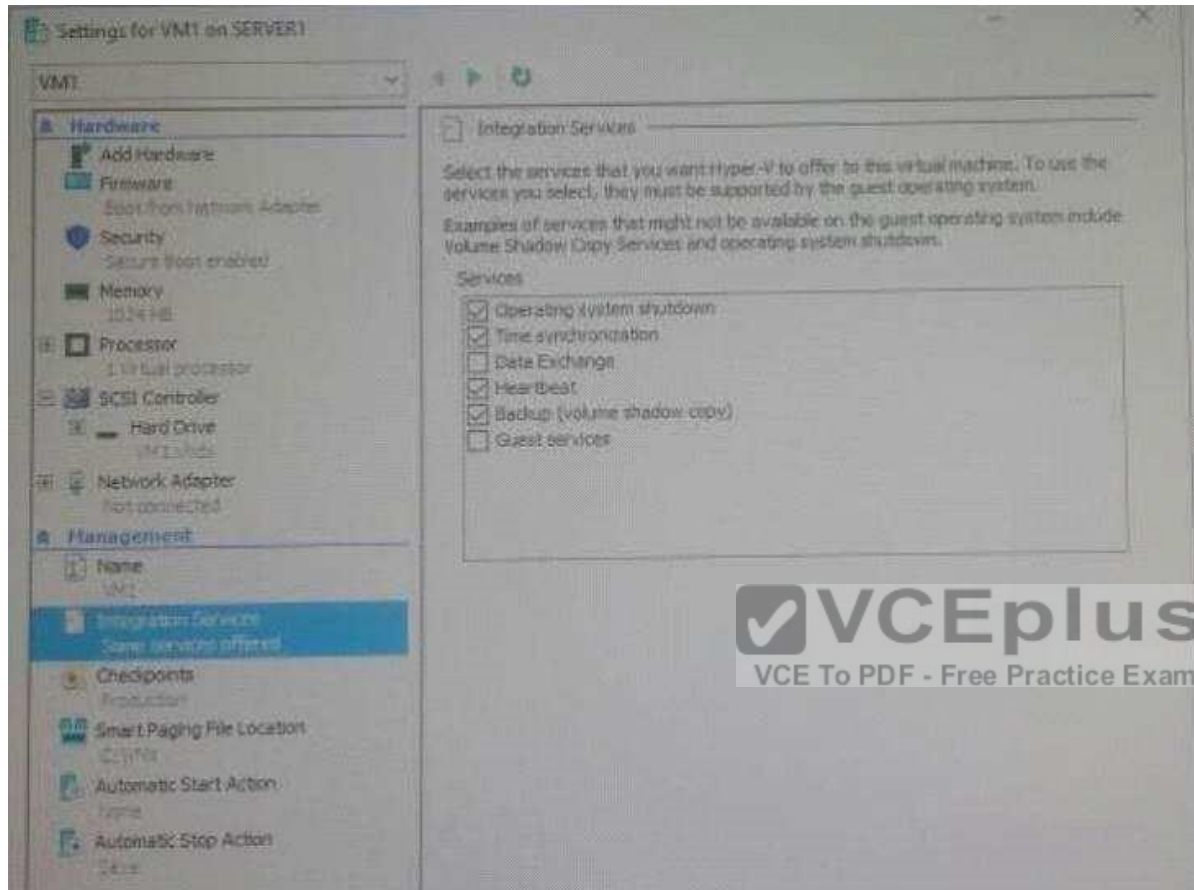 Settings for VM1 on SERVER1
VM1
Hardware
Add Hardware
Firmware
Boot from Network Adapter
Security
Secure Boot enabled
Memory
1024 MB
Processor
1 Virtual processor
SCSI Controller
Hard Drive
Network Adapter
Not connected
Management
Name
VM1
Integration Services
Some services offered
Checkpoints
Production
Smart Paging File Location
Automatic Start Action
None
Automatic Stop Action
Save
Integration Services
Select the services that you want Hyper-V to offer to this virtual machine. To use the
services you select, they must be supported by the guest operating system.
Examples of services that might not be available on the guest operating system include
Volume Shadow Copy Services and operating system shutdown.
Services
Operating system shutdown
Time synchronization
Data Exchange
Heartbeat
Backup (volume shadow copy)
Guest services
VCEplus
VCE To PDF - Free Practice Exam